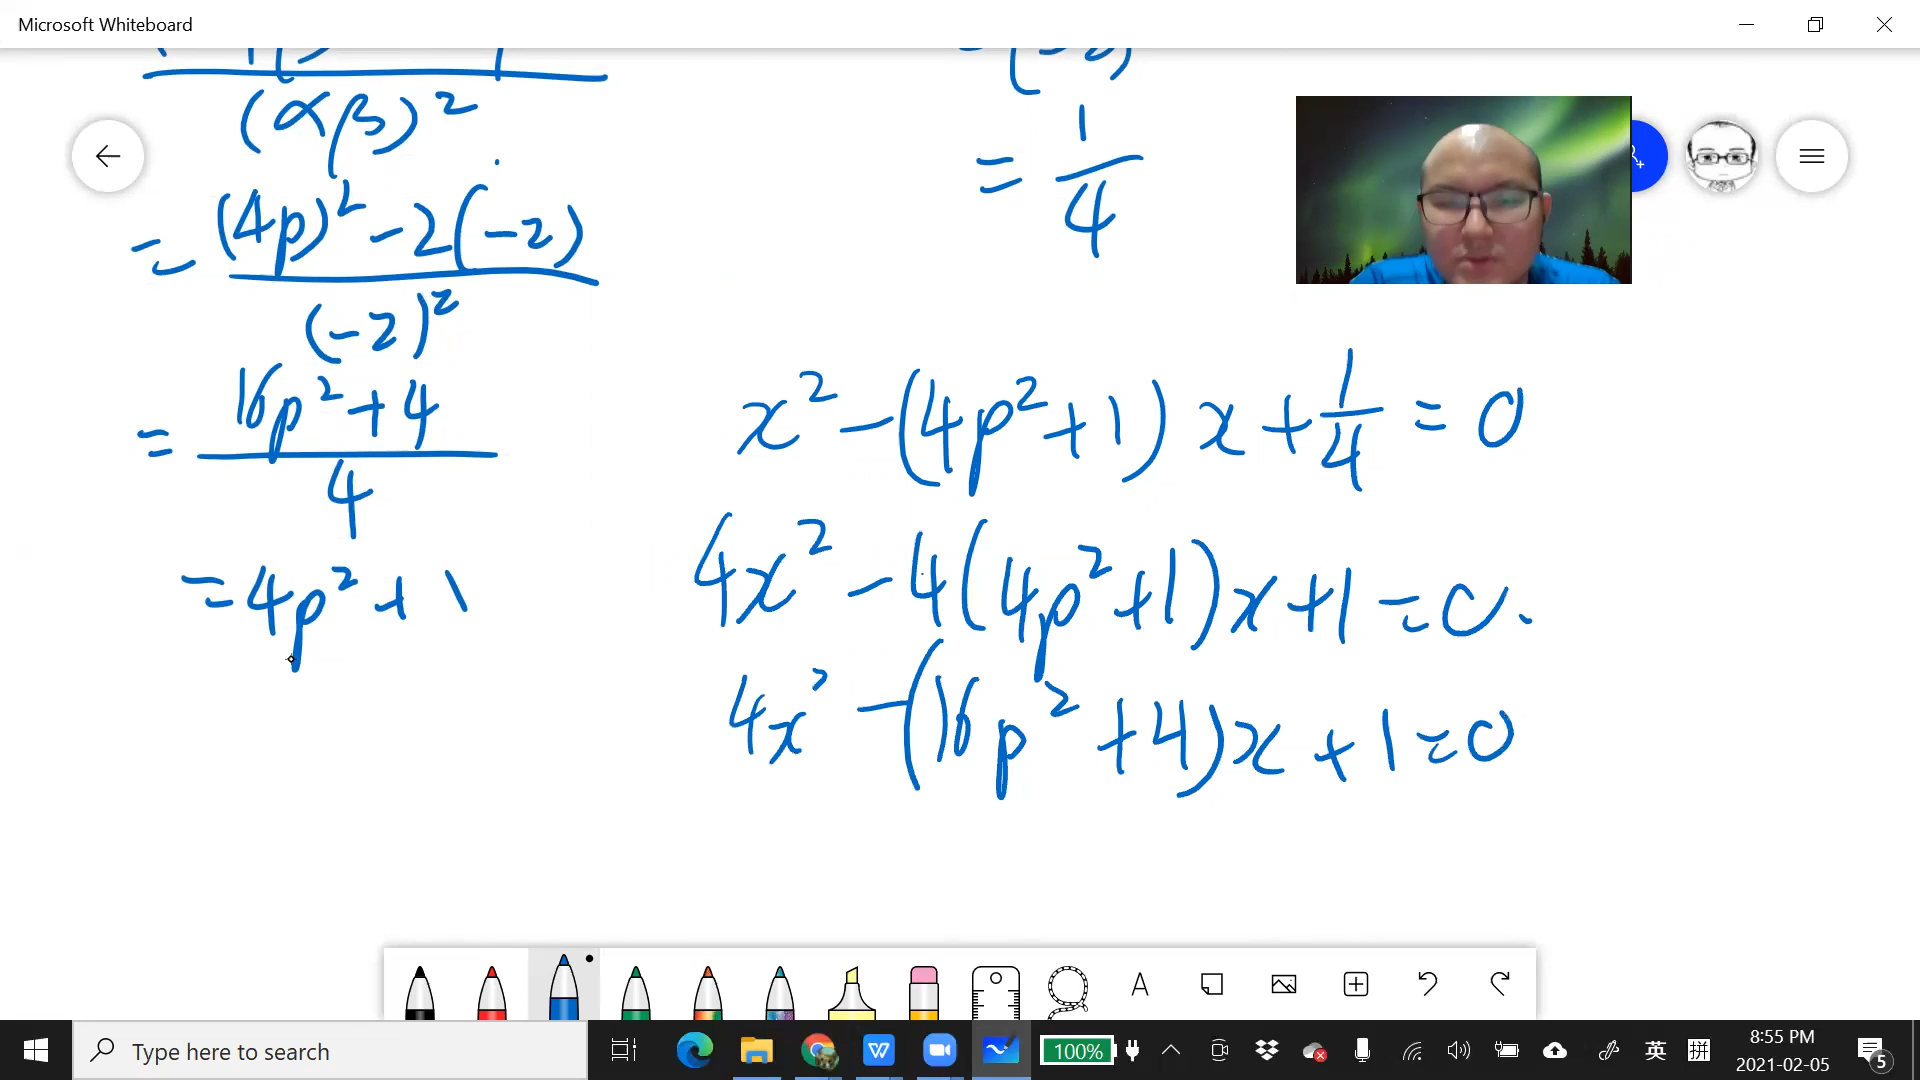 Microsoft Whiteboard
(αβ)²
= (4p)² - 2(-2)
(-2)²
= 16p² + 4
4
= 4p² + 1
= 1
4
x² - (4p² + 1) x + 1/4 = 0
4x² - 4(4p² + 1)x + 1 = 0.
4x² - (16p² + 4)x + 1 = 0
A
Type here to search
100%
英
拼
8:55 PM
2021-02-05
5